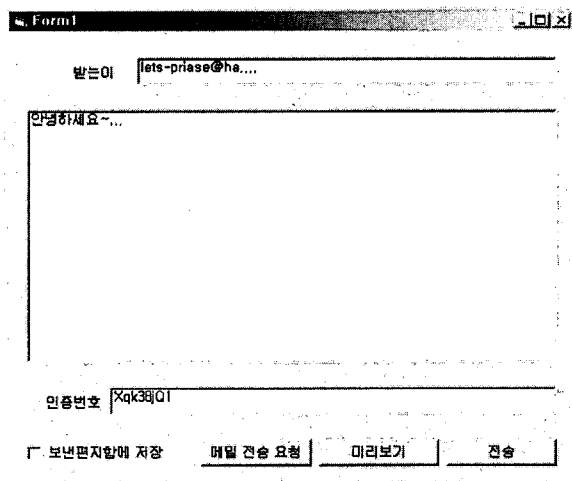 Form1
받는이 lets-priase@ha,,,,
안녕하세요~,,,
인증번호 Xqk38jQ1
보낸편지함에 저장 메일 전송 요청 미리보기 전송